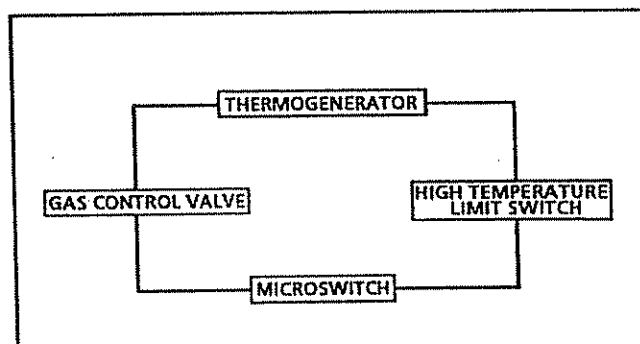 THERMOGENERATOR
GAS CONTROL VALVE
HIGH TEMPERATURE
LIMIT SWITCH
MICROSWITCH